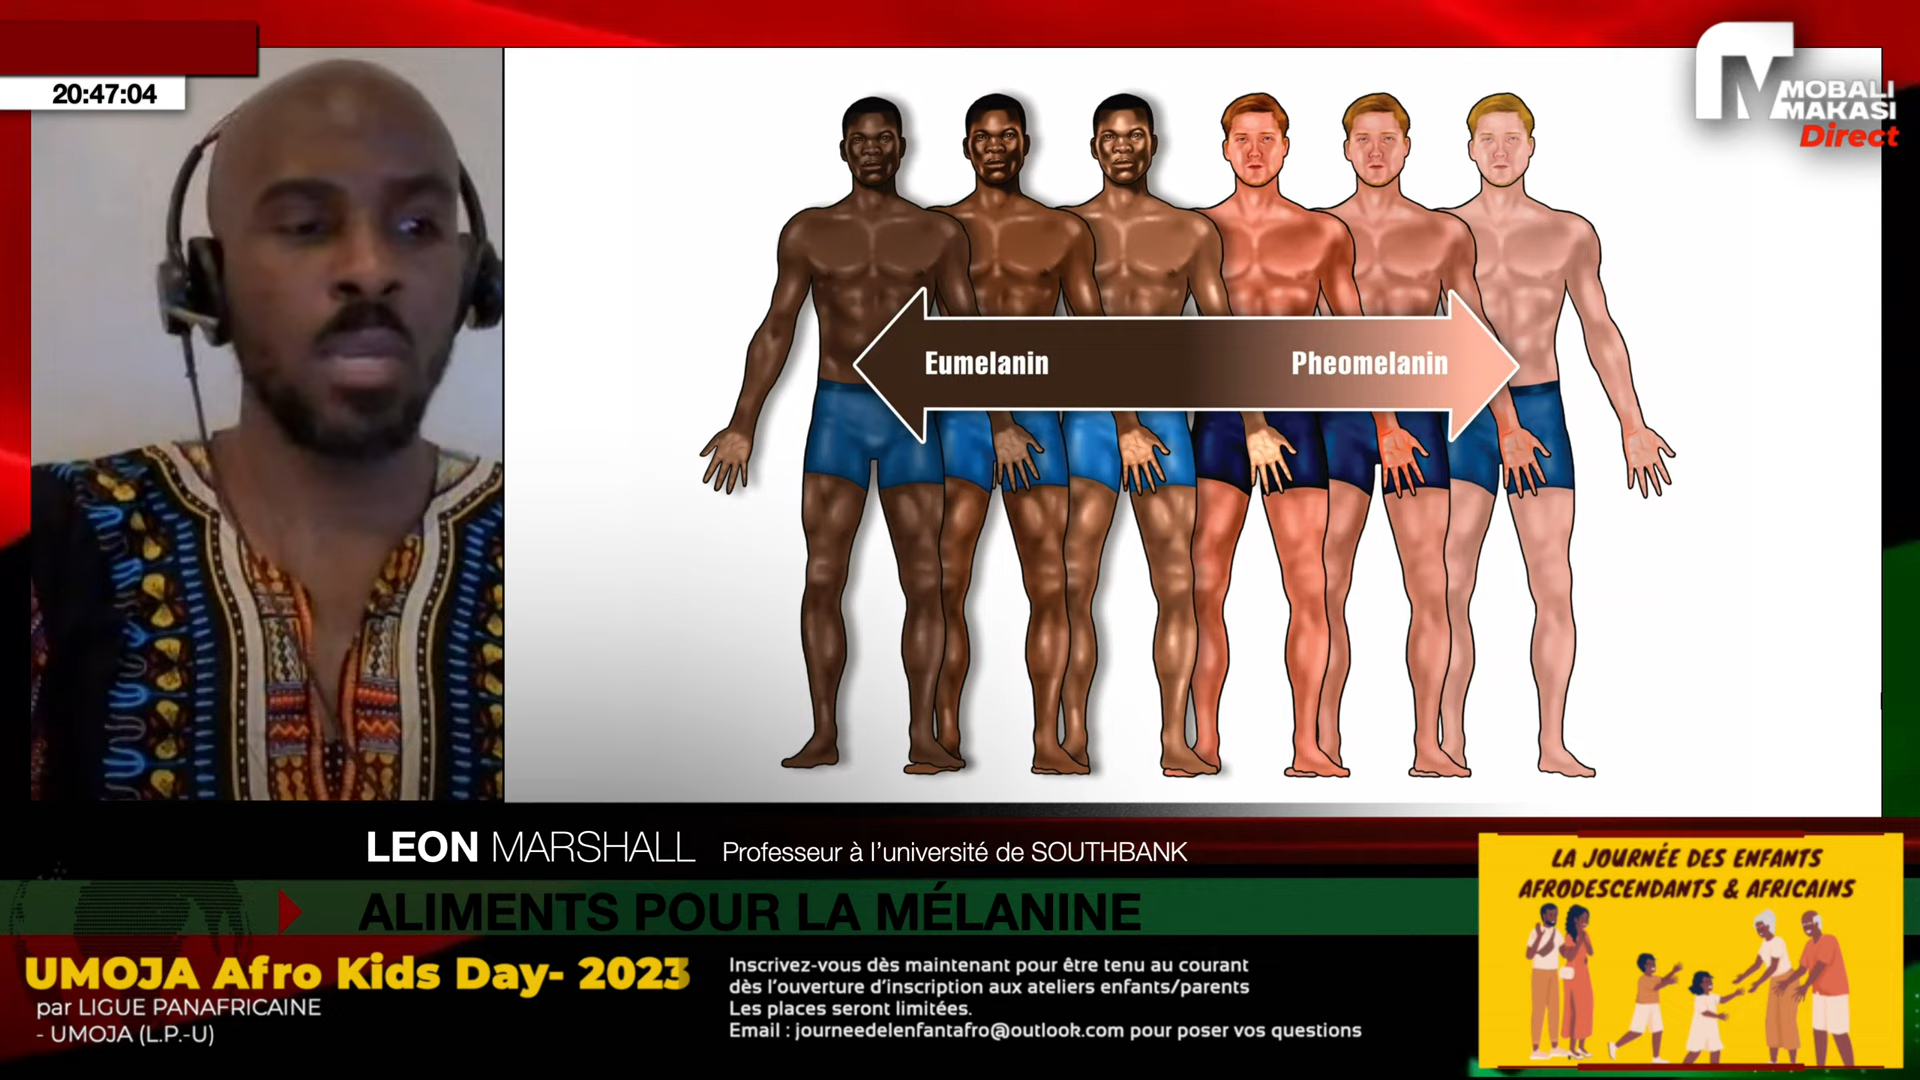 20:47:04
MOBALI
MAKASI
Direct
Eumelanin
Pheomelanin
LEON MARSHALL Professeur à l'université de SOUTHBANK
ALIMENTS POUR LA MÉLANINE
UMOJA Afro Kids Day- 2023
par LIGUE PANAFRICAINE
- UMOJA (L.P.-U)
Inscrivez-vous dès maintenant pour être tenu au courant
dès l'ouverture d'inscription aux ateliers enfants/parents
Les places seront limitées.
Email : journeedelenfantafro@outlook.com pour poser vos questions
LA JOURNÉE DES ENFANTS
AFRODESCENDANTS & AFRICAINS